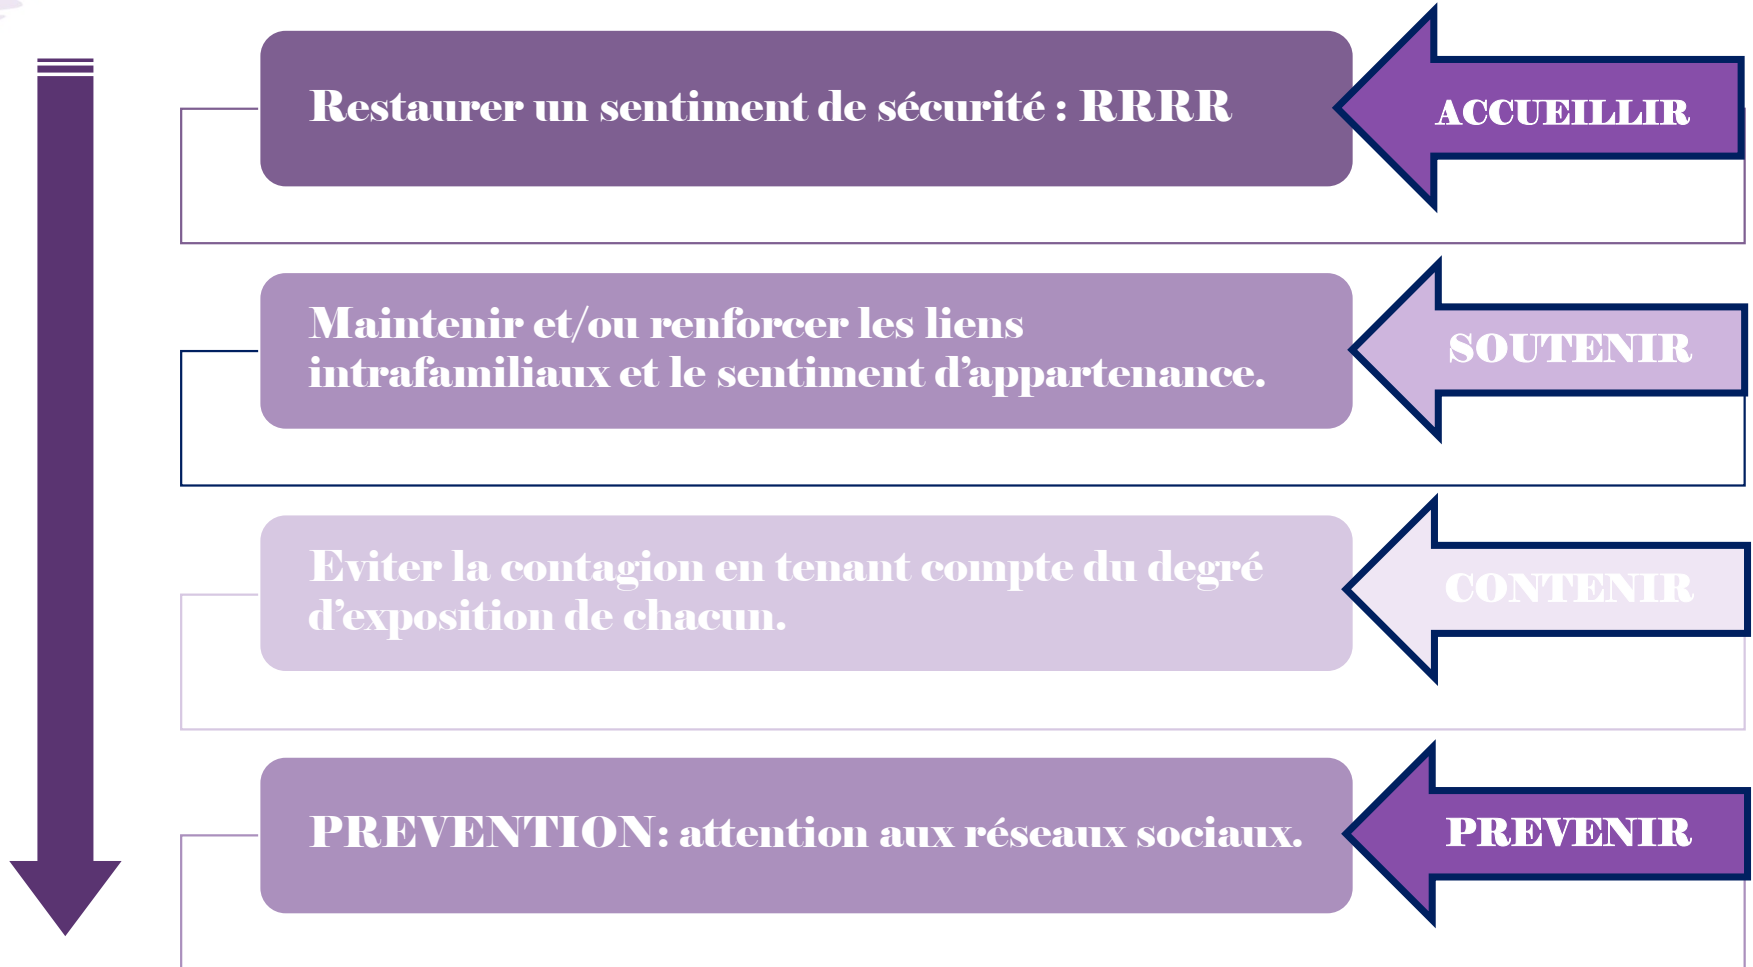 Restaurer un sentiment de sécurité : RRRR
ACCUEILLIR
Maintenir et/ou renforcer les liens
intrafamiliaux et le sentiment d’appartenance.
SOUTENIR
Eviter la contagion en tenant compte du degré
d’exposition de chacun.
CONTENIR
PREVENTION: attention aux réseaux sociaux.
PREVENIR